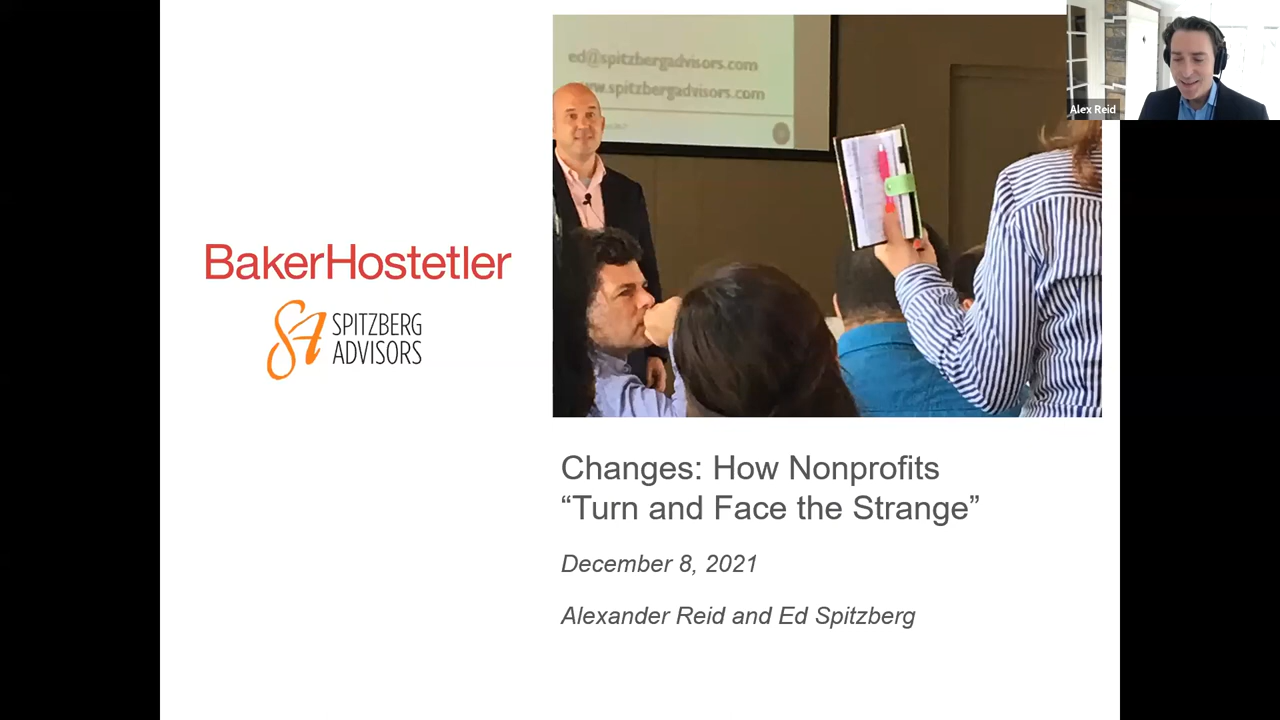 ed@spitzbergadvisors.com
www.spitzbergadvisors.com
Alex Reid
BakerHostetler
SA SPITZBERG
ADVISORS
Changes: How Nonprofits
“Turn and Face the Strange”
December 8, 2021
Alexander Reid and Ed Spitzberg